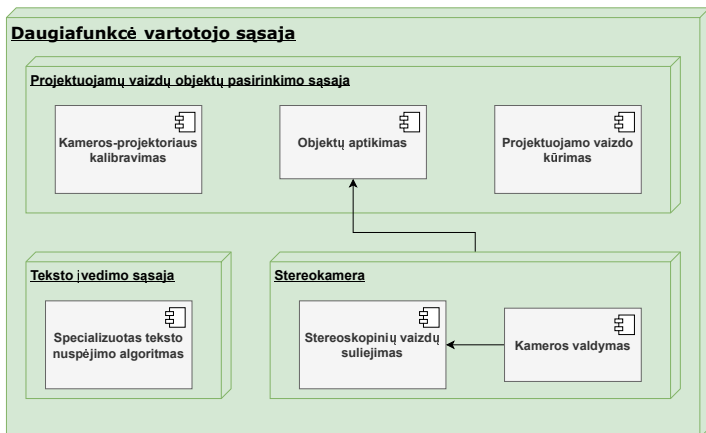 Daugiafunkcė vartotojo sąsaja
Projektuojamų vaizdų objektų pasirinkimo sąsaja
Kameros-projektoriaus
kalibravimas
Objektų aptikimas
Projektuojamo vaizdo
kūrimas
Teksto įvedimo sąsaja
Specializuotas teksto
nuspėjimo algoritmas
Stereokamera
Stereoskopinių vaizdų
suliejimas
Kameros valdymas